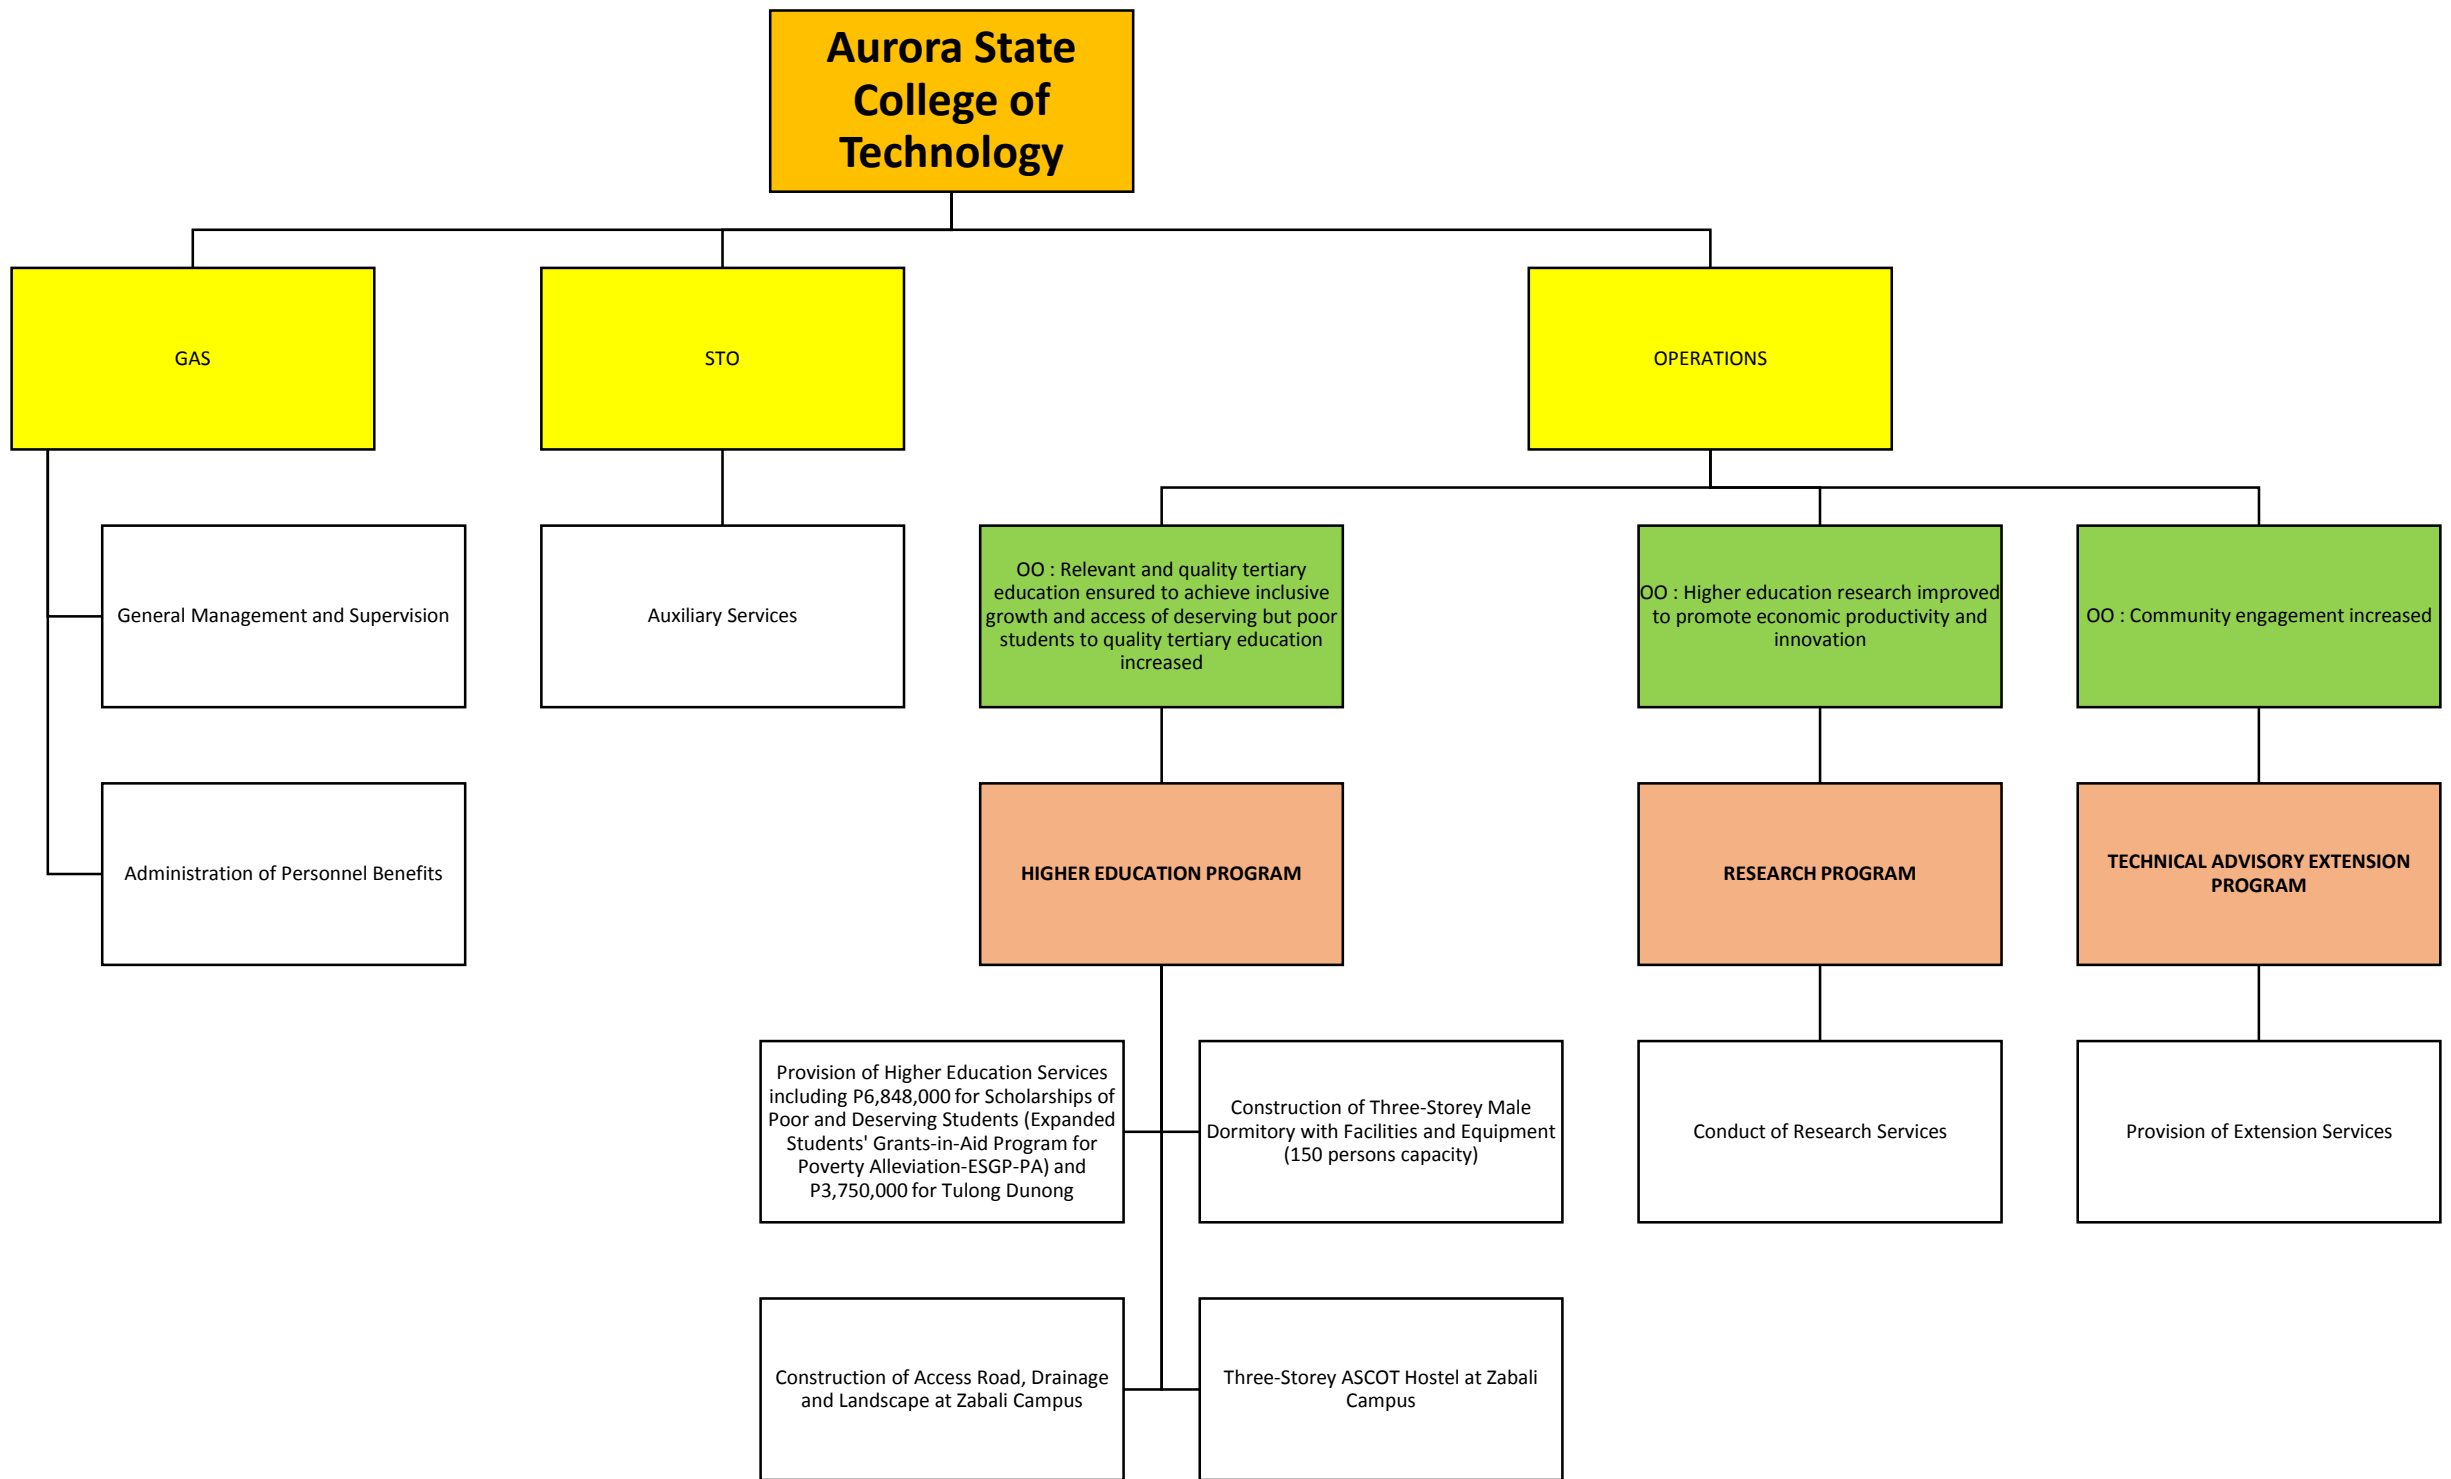 Aurora State
College of
Technology
GAS
STO
OPERATIONS
General Management and Supervision
Auxiliary Services
OO : Relevant and quality tertiary
education ensured to achieve inclusive
growth and access of deserving but poor
students to quality tertiary education
increased
OO : Higher education research improved
to promote economic productivity and
innovation
OO : Community engagement increased
Administration of Personnel Benefits
HIGHER EDUCATION PROGRAM
RESEARCH PROGRAM
TECHNICAL ADVISORY EXTENSION
PROGRAM
Provision of Higher Education Services
including P6,848,000 for Scholarships of
Poor and Deserving Students (Expanded
Students' Grants-in-Aid Program for
Poverty Alleviation-ESGP-PA) and
P3,750,000 for Tulong Dunong
Construction of Three-Storey Male
Dormitory with Facilities and Equipment
(150 persons capacity)
Conduct of Research Services
Provision of Extension Services
Construction of Access Road, Drainage
and Landscape at Zabali Campus
Three-Storey ASCOT Hostel at Zabali
Campus